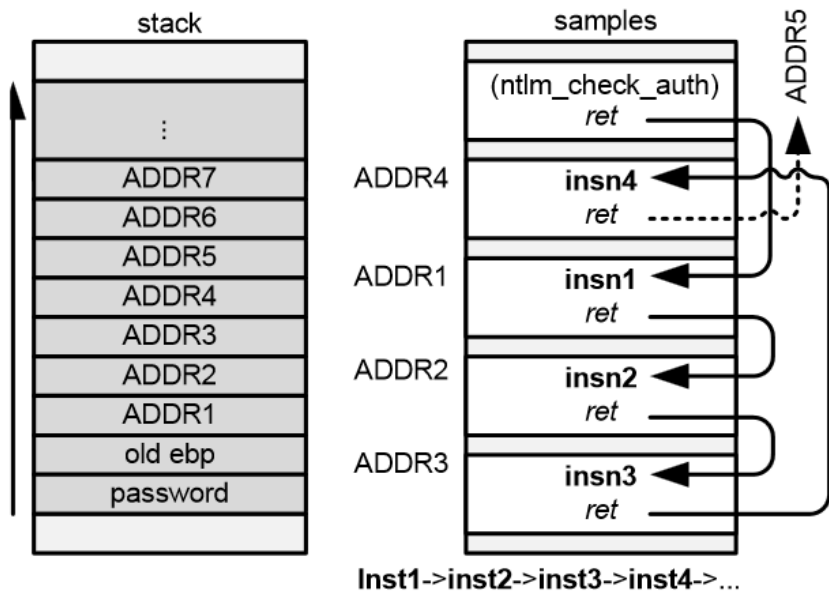 stack
⋮
ADDR7
ADDR6
ADDR5
ADDR4
ADDR3
ADDR2
ADDR1
old ebp
password
samples
ADDR5
(ntlm_check_auth)
ret
ADDR4
insn4
ret
ADDR1
insn1
ret
ADDR2
insn2
ret
ADDR3
insn3
ret
Inst1->inst2->inst3->inst4->...